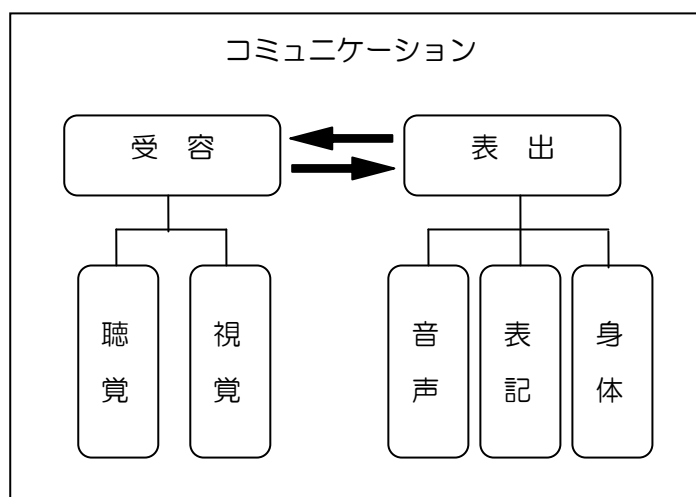 コミュニケーション
受 容
表 出
聴覚
視覚
音声
表記
身体